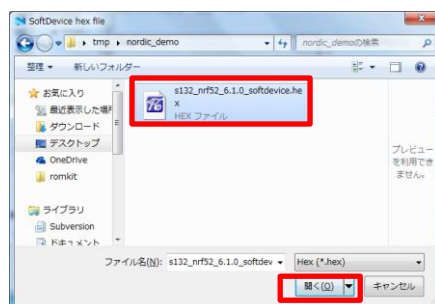 SoftDevice hex file
tmp ▸ nordic_demo
nordic_demoの検索
整理 ▼ 新しいフォルダー
お気に入り
最近表示した場所
ダウンロード
デスクトップ
OneDrive
romkit
ライブラリ
Subversion
ドキュメント
s132_nrf52_6.1.0_softdevice.he
x
HEX ファイル
プレビュー
を利用でき
ません。
ファイル名(N): s132_nrf52_6.1.0_softdev
Hex (*.hex)
開く(O)
キャンセル